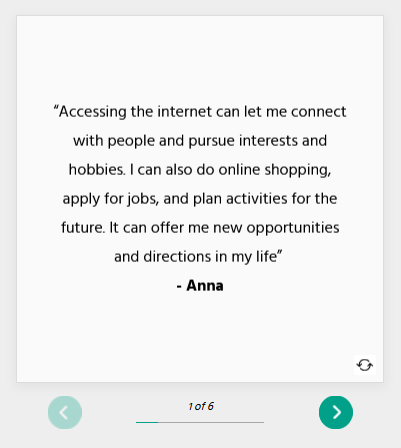 “Accessing the internet can let me connect
with people and pursue interests and
hobbies. I can also do online shopping,
apply for jobs, and plan activities for the
future. It can offer me new opportunities
and directions in my life”
- Anna
1 of 6